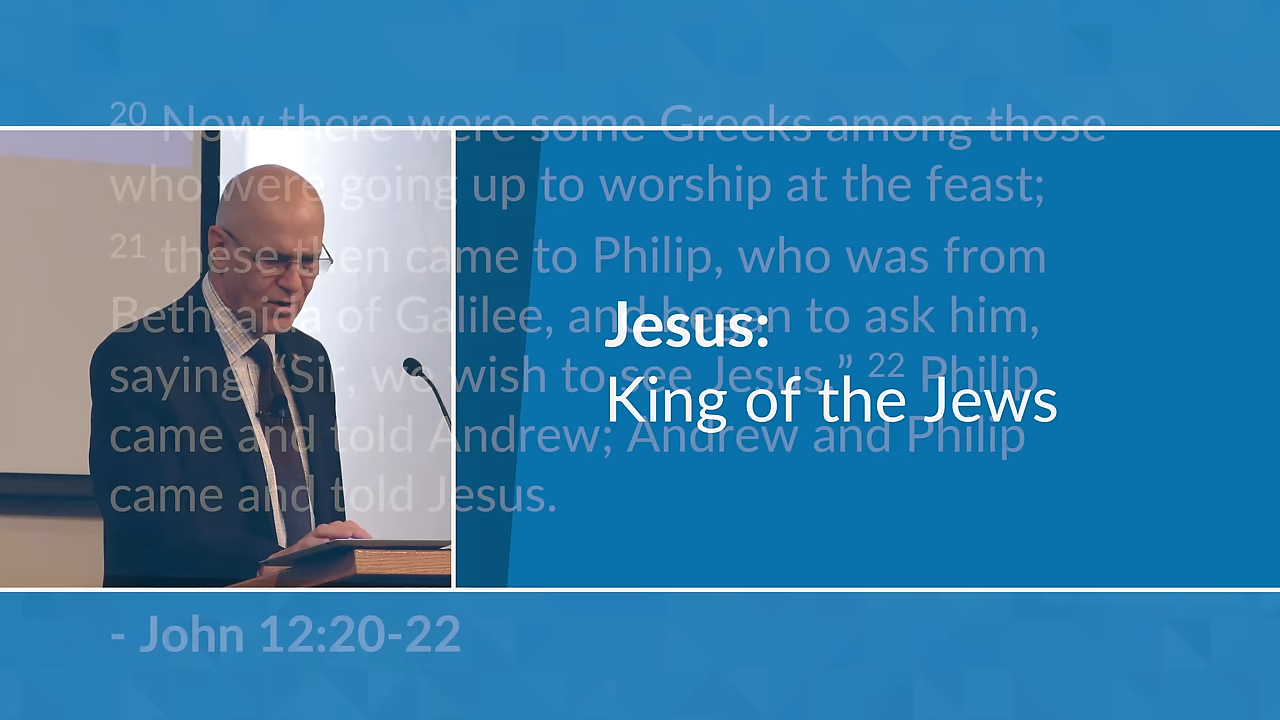 20 Now there were some Greeks among those
who were going up to worship at the feast;
21 these then came to Philip, who was from
Bethsaida of Galilee, and began to ask him,
saying, “Sir, we wish to see Jesus.” 22 Philip
came and told Andrew; Andrew and Philip
came and told Jesus.
- John 12:20-22
Jesus:
King of the Jews